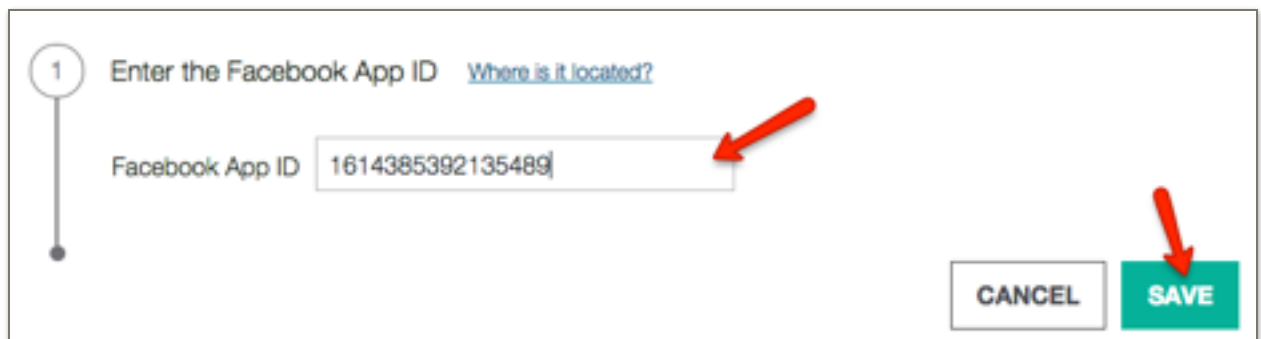 1 Enter the Facebook App ID Where is it located?
Facebook App ID 1614385392135489
CANCEL SAVE